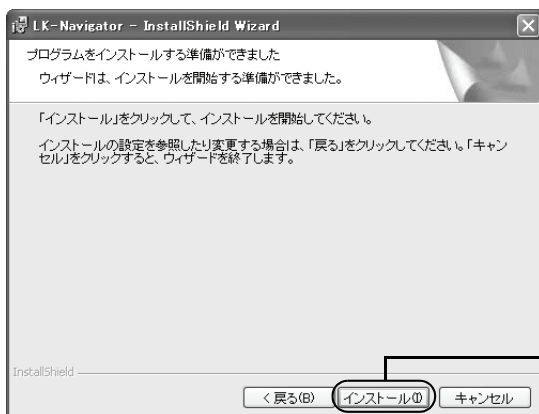 LK-Navigator - InstallShield Wizard
プログラムをインストールする準備ができました
ウィザードは、インストールを開始する準備ができました。
「インストール」をクリックして、インストールを開始してください。
インストールの設定を参照したり変更する場合は、「戻る」をクリックしてください。「キャン
セル」をクリックすると、ウィザードを終了します。
InstallShield
< 戻る(B) インストール(I) キャンセル